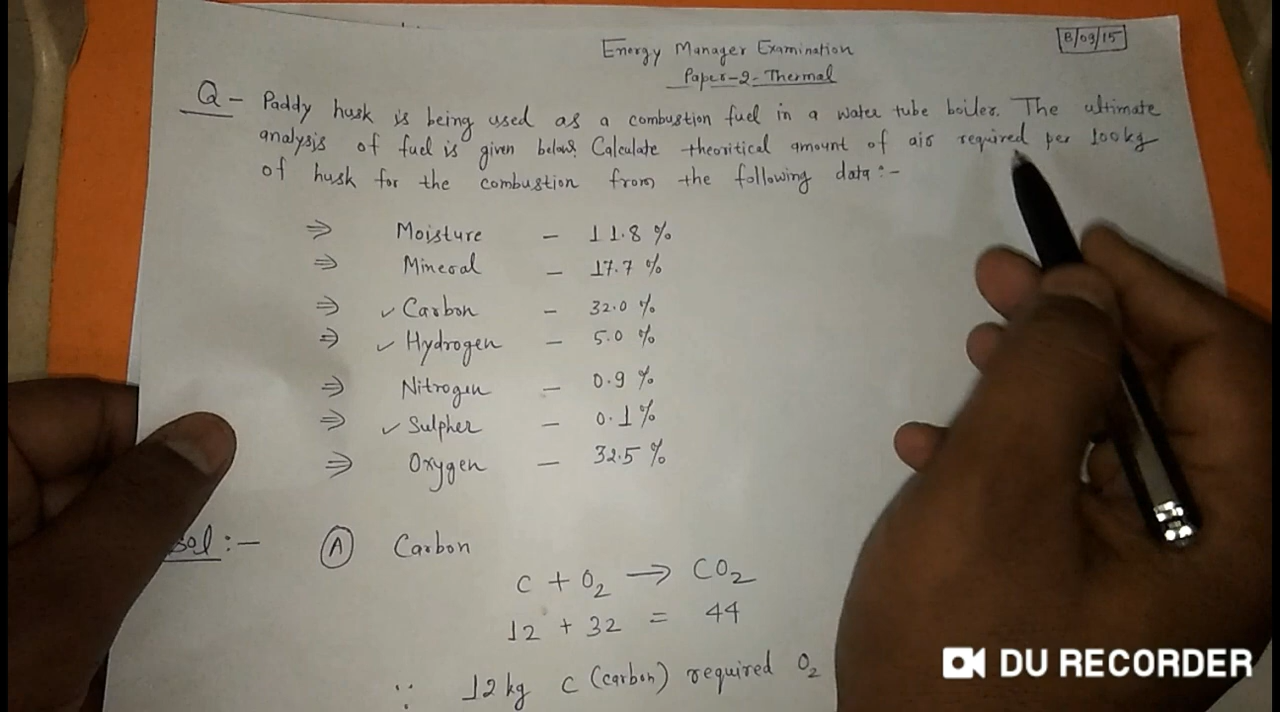 Energy Manager Examination
Paper-2-Thermal
B/09/15
Q - Paddy husk is being used as a combustion fuel in a water tube boiler. The ultimate
analysis of fuel is given below. Calculate theoritical amount of air required per 100kg
of husk for the combustion from the following data :-
⇒ Moisture - 11.8 %
⇒ Mineral - 17.7 %
⇒ ✓ Carbon - 32.0 %
⇒ ✓ Hydrogen - 5.0 %
⇒ Nitrogen - 0.9 %
⇒ ✓ Sulpher - 0.1 %
⇒ Oxygen - 32.5 %
sol :- Ⓐ Carbon
C + O₂ → CO₂
12 + 32 = 44
∵ 12 kg C (carbon) required O₂
DU RECORDER